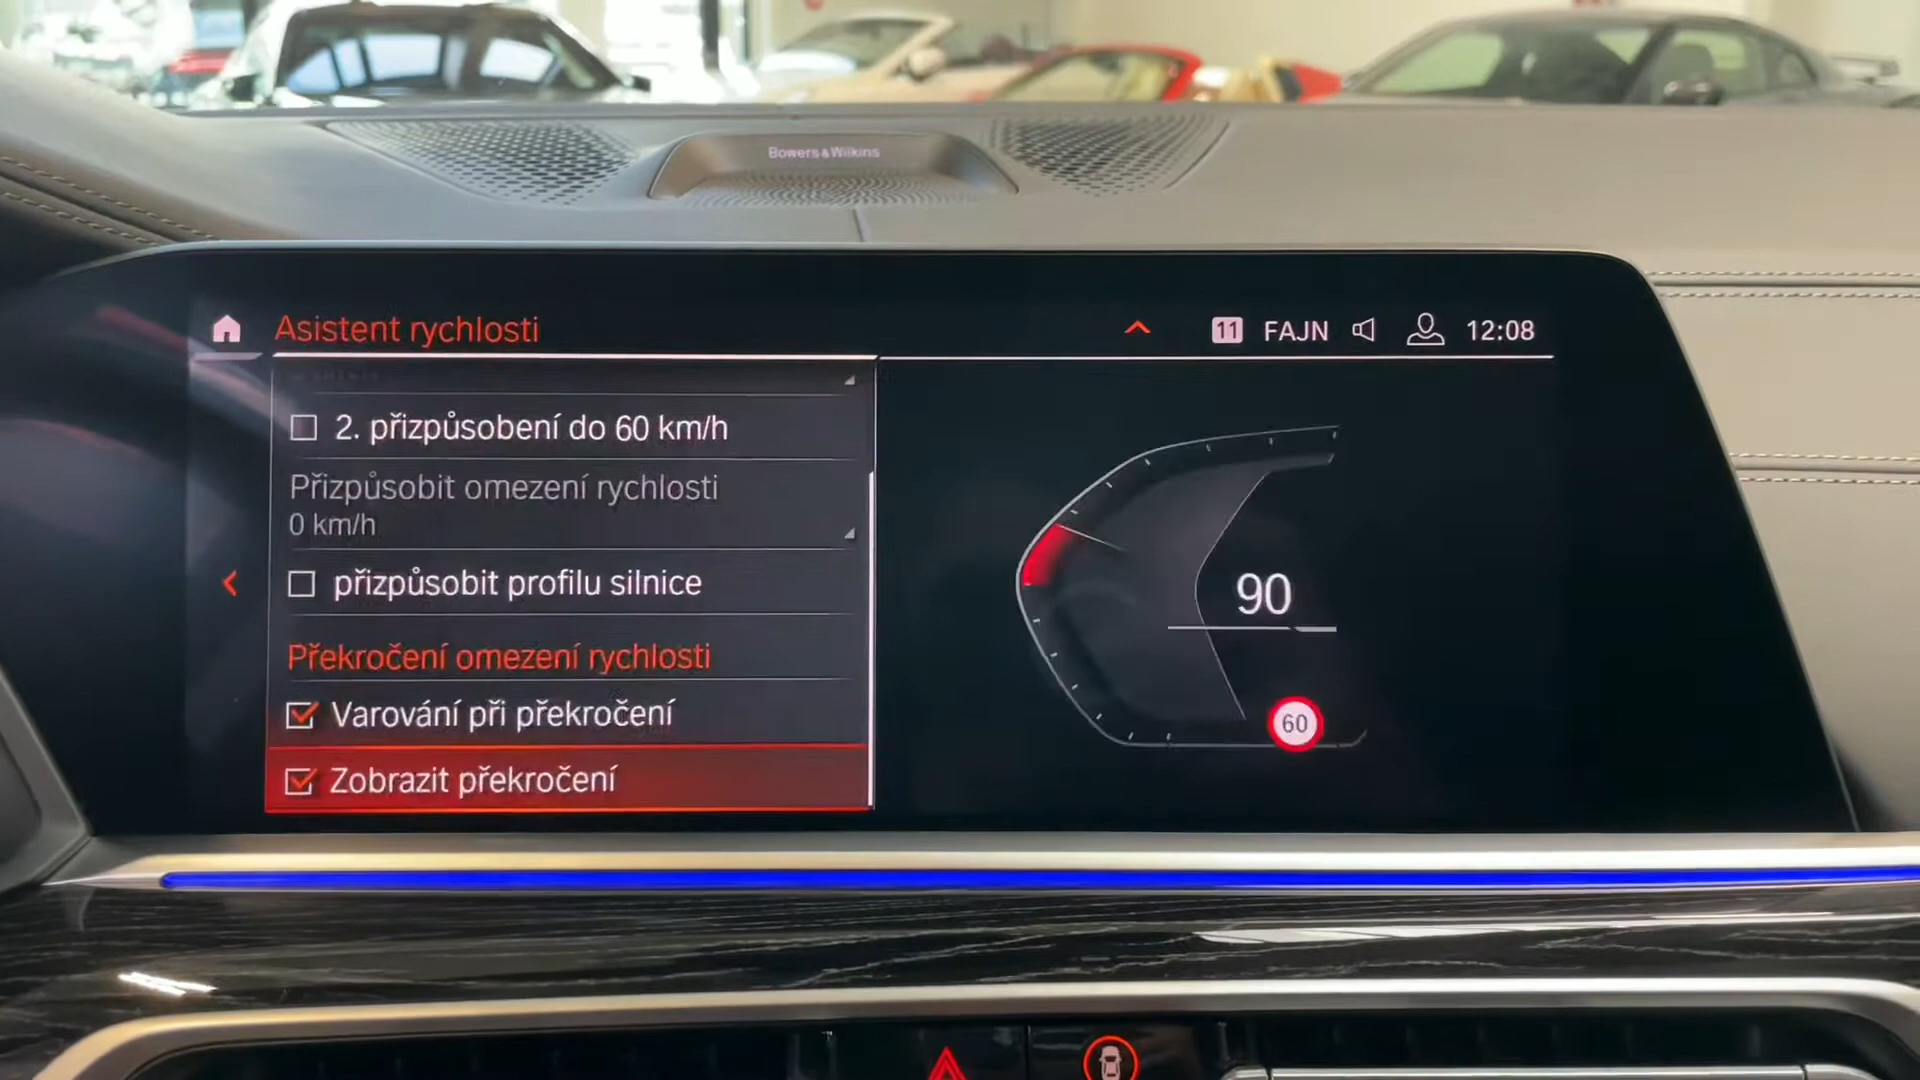 Bowers & Wilkins
Asistent rychlosti
11 FAJN 12:08
2. přizpůsobení do 60 km/h
Přizpůsobit omezení rychlosti
0 km/h
přizpůsobit profilu silnice
Překročení omezení rychlosti
Varování při překročení
Zobrazit překročení
90
60